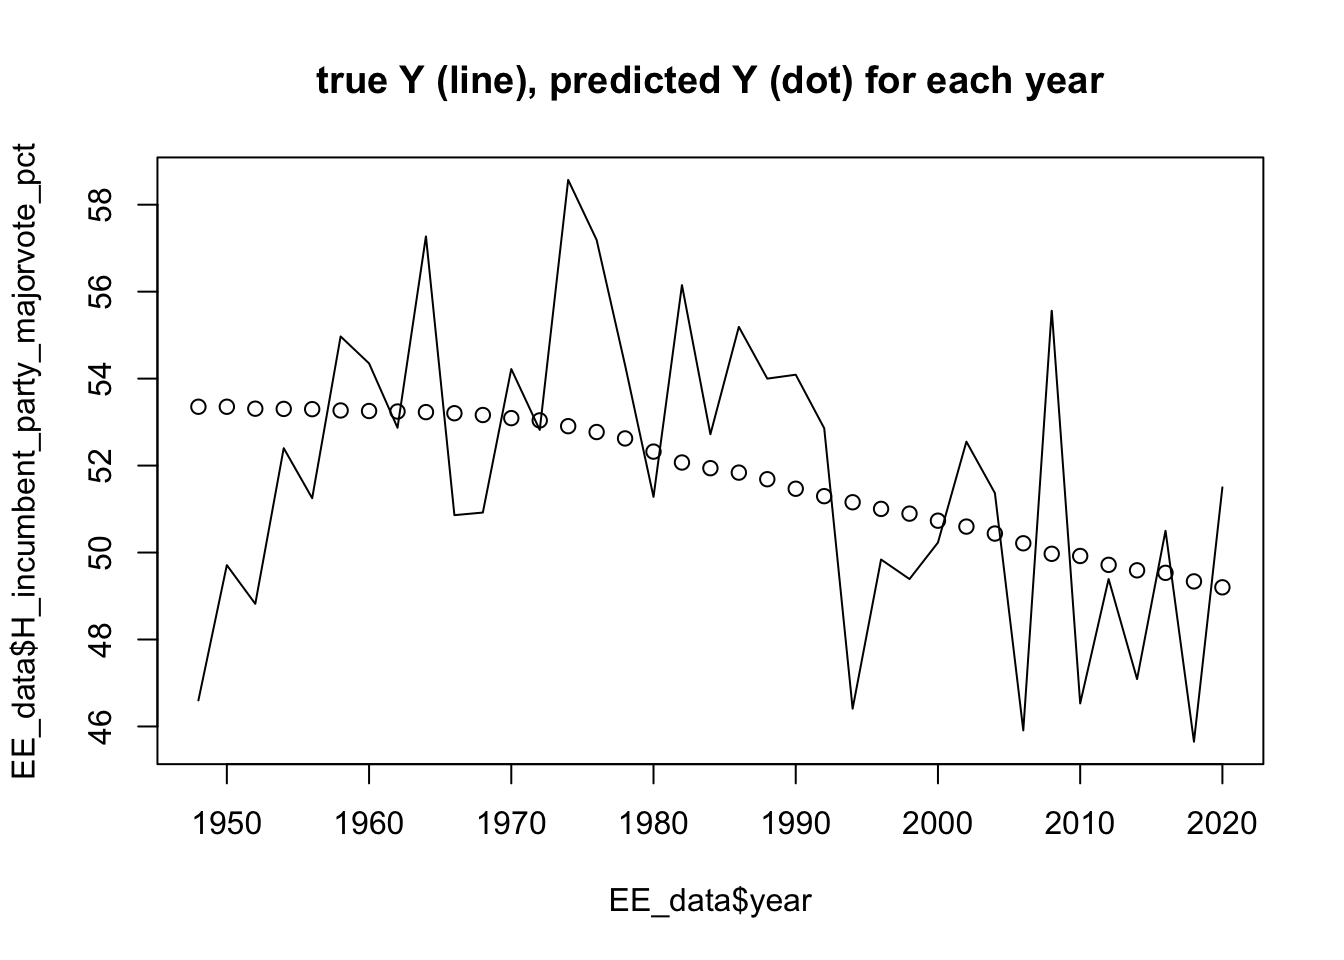 true Y (line), predicted Y (dot) for each year
EE_data$H_incumbent_party_majorvote_pct
58
56
54
52
50
48
46
1950 1960 1970 1980 1990 2000 2010 2020
EE_data$year